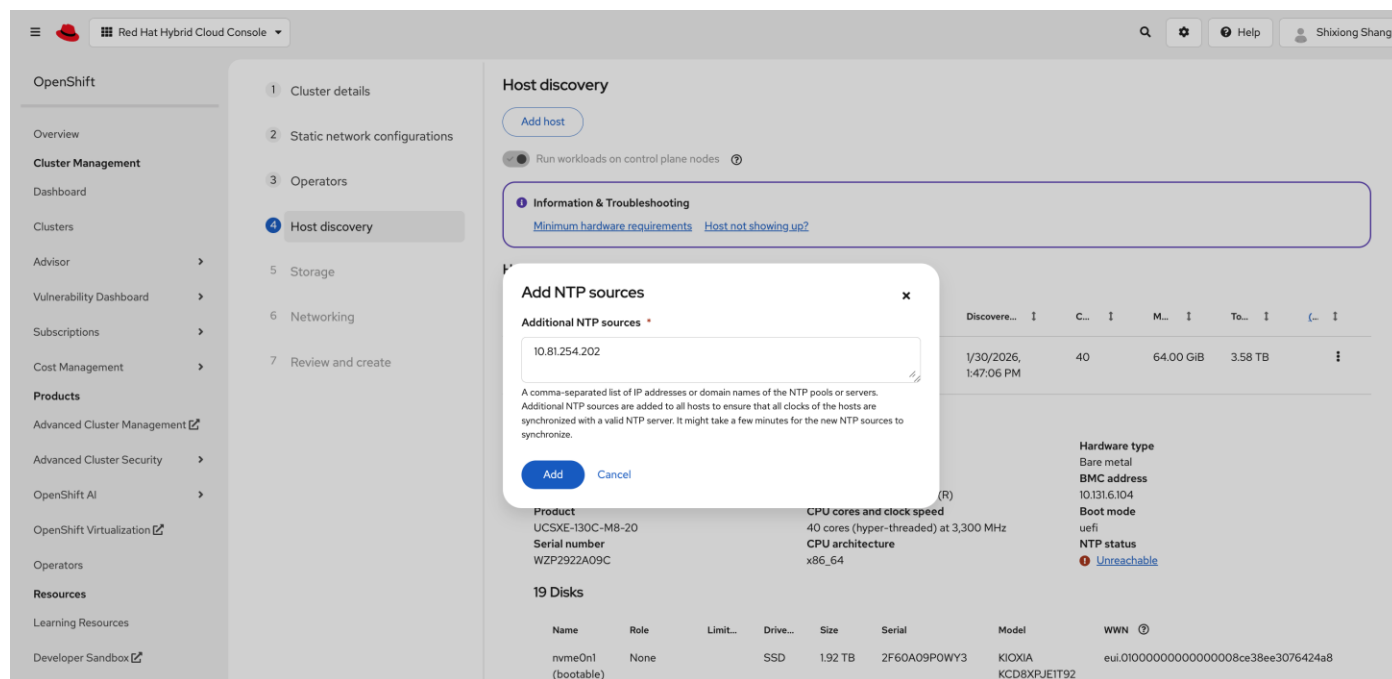 Red Hat Hybrid Cloud Console
Help
Shixiong Shang
OpenShift
Overview
Cluster Management
Dashboard
Clusters
Advisor
Vulnerability Dashboard
Subscriptions
Cost Management
Products
Advanced Cluster Management
Advanced Cluster Security
OpenShift AI
OpenShift Virtualization
Operators
Resources
Learning Resources
Developer Sandbox
1 Cluster details
2 Static network configurations
3 Operators
4 Host discovery
5 Storage
6 Networking
7 Review and create
Host discovery
Add host
Run workloads on control plane nodes
Information & Troubleshooting
Minimum hardware requirements Host not showing up?
Add NTP sources
Additional NTP sources *
10.81.254.202
A comma-separated list of IP addresses or domain names of the NTP pools or servers.
Additional NTP sources are added to all hosts to ensure that all clocks of the hosts are
synchronized with a valid NTP server. It might take a few minutes for the new NTP sources to
synchronize.
Add Cancel
Discovere... C... M... To... (...
1/30/2026, 40 64.00 GiB 3.58 TB
1:47:06 PM
Hardware type
Bare metal
BMC address
10.131.6.104
Boot mode
uefi
NTP status
Unreachable
(R)
Product
UCSXE-130C-M8-20
Serial number
WZP2922A09C
CPU cores and clock speed
40 cores (hyper-threaded) at 3,300 MHz
CPU architecture
x86_64
19 Disks
Name Role Limit... Drive... Size Serial Model WWN
nvme0n1 None SSD 1.92 TB 2F60A09P0WY3 KIOXIA eui.01000000000000008ce38ee3076424a8
(bootable) KCD8XPJE1T92